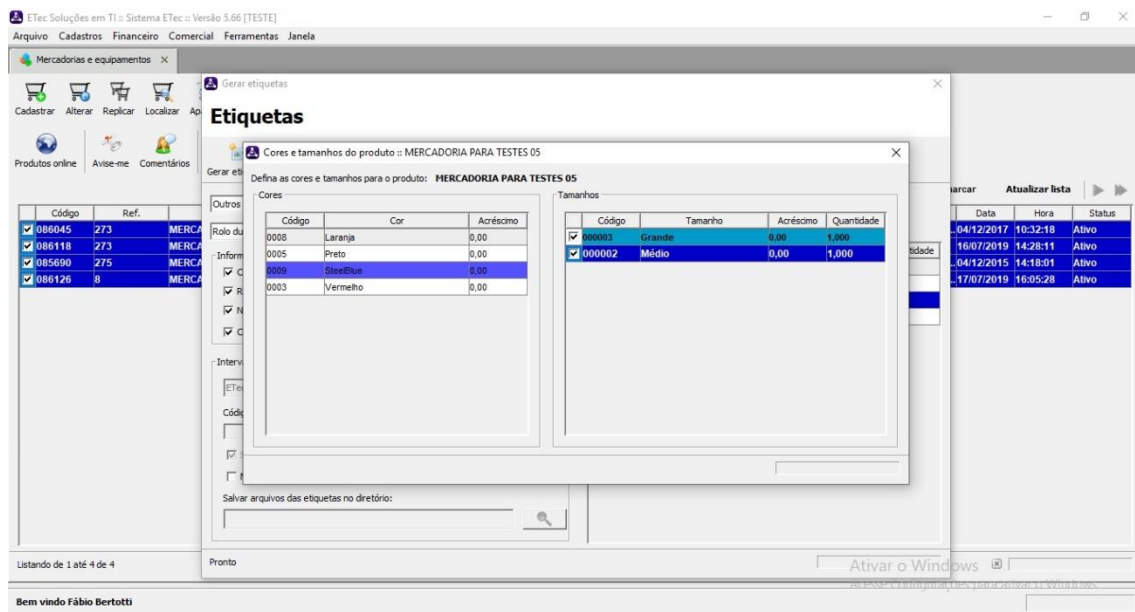 ETec Soluções em TI :: Sistema ETec :: Versão 5.66 [TESTE]
Arquivo Cadastros Financeiro Comercial Ferramentas Janela
Mercadorias e equipamentos
Cadastrar Alterar Replicar Localizar
Produtos online Avise-me Comentários
Gerar etiquetas
Etiquetas
Cores e tamanhos do produto :: MERCADORIA PARA TESTES 05
Defina as cores e tamanhos para o produto: MERCADORIA PARA TESTES 05
Cores
Código Cor Acréscimo
0008 Laranja 0,00
0005 Preto 0,00
0009 SteelBlue 0,00
0003 Vermelho 0,00
Tamanhos
Código Tamanho Acréscimo Quantidade
000003 Grande 0,00 1,000
000002 Médio 0,00 1,000
Outros
Salvar arquivos das etiquetas no diretório:
Pronto
Código Ref.
086045 273
086118 273
085690 275
086126 8
Atualizar lista
Data Hora Status
04/12/2017 10:32:18 Ativo
16/07/2019 14:28:11 Ativo
04/12/2015 14:18:01 Ativo
17/07/2019 16:05:28 Ativo
Listando de 1 até 4 de 4
Ativar o Windows
Acesse Configurações para ativar o Windows.
Bem vindo Fábio Bertotti